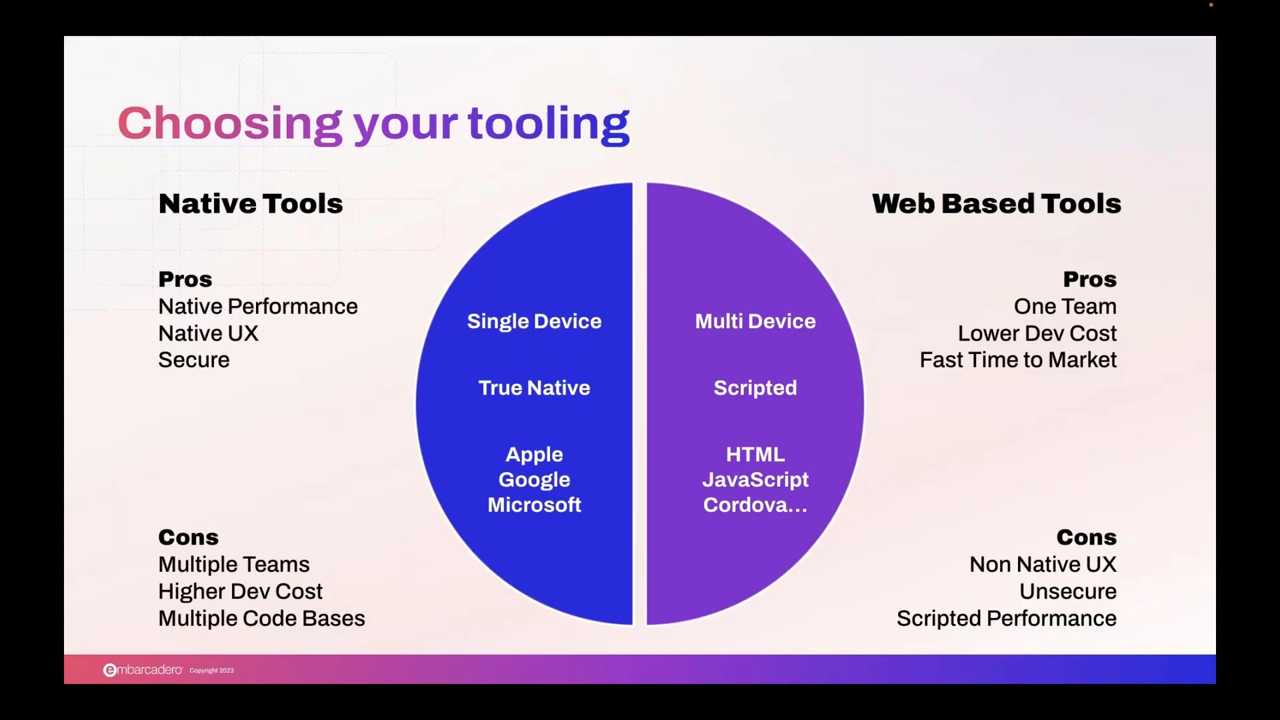 Choosing your tooling
Native Tools
Pros
Native Performance
Native UX
Secure
Cons
Multiple Teams
Higher Dev Cost
Multiple Code Bases
Single Device
True Native
Apple
Google
Microsoft
Multi Device
Scripted
HTML
JavaScript
Cordova...
Web Based Tools
Pros
One Team
Lower Dev Cost
Fast Time to Market
Cons
Non Native UX
Unsecure
Scripted Performance
embarcadero Copyright 2023